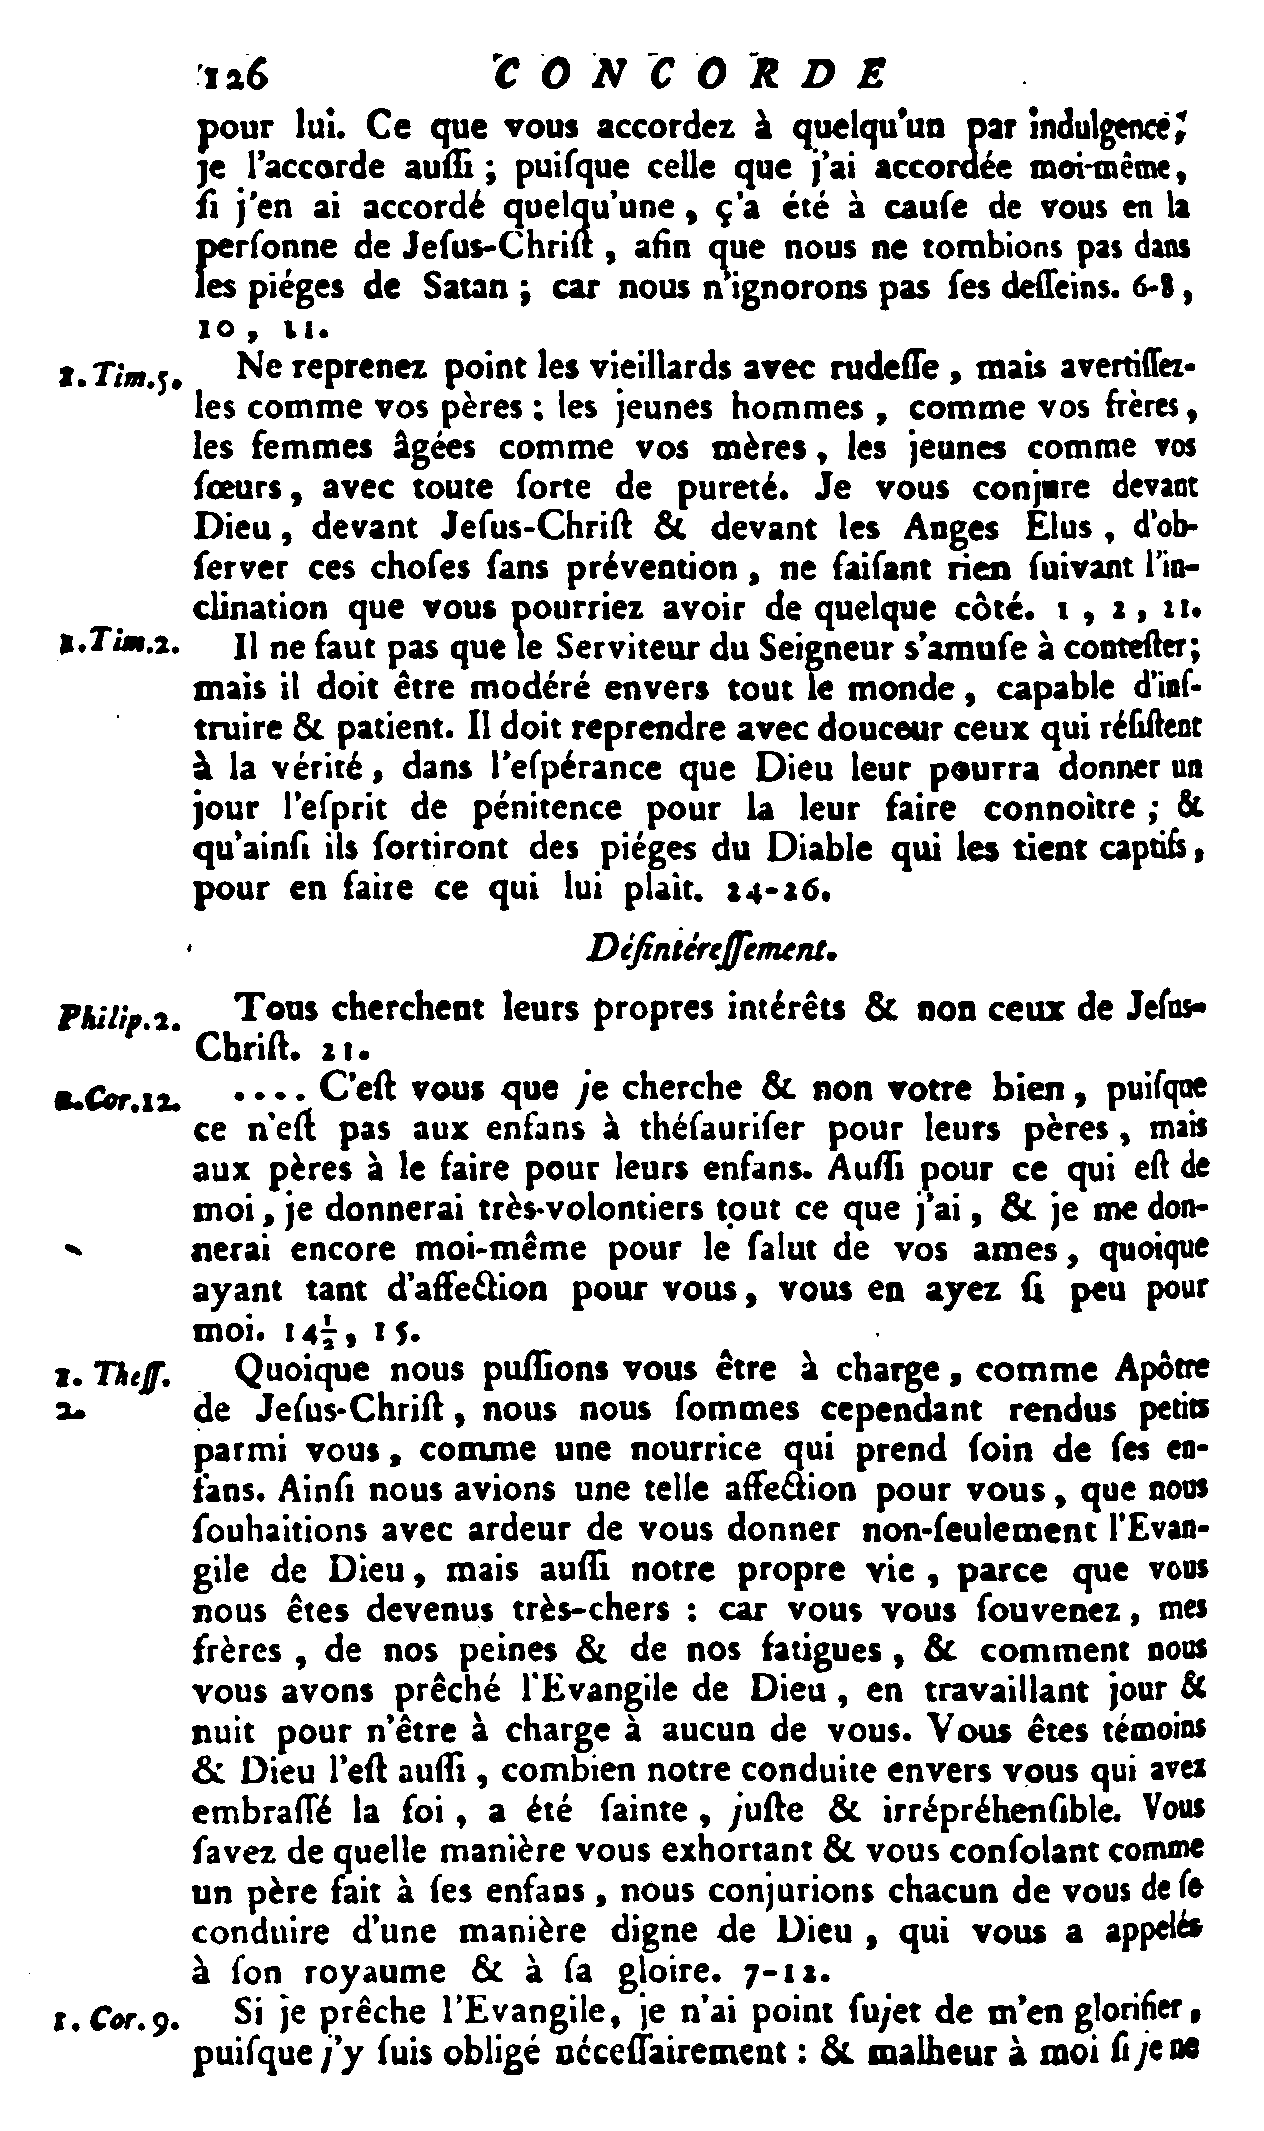 126 CONCORDE
pour lui. Ce que vous accordez à quelqu'un par indulgence,
je l'accorde auſſi ; puiſque celle que j'ai accordée moi-même,
ſi j'en ai accordé quelqu'une, ç'a été à cauſe de vous en la
perſonne de Jeſus-Chriſt, afin que nous ne tombions pas dans
les piéges de Satan ; car nous n'ignorons pas ſes deſſeins. 6-8,
10, 11.
1. Tim. 5. Ne reprenez point les vieillards avec rudeſſe, mais avertiſſez-
les comme vos pères : les jeunes hommes, comme vos frères,
les femmes âgées comme vos mères, les jeunes comme vos
ſœurs, avec toute ſorte de pureté. Je vous conjure devant
Dieu, devant Jeſus-Chriſt & devant les Anges Elus, d'ob-
ſerver ces choſes ſans prévention, ne faiſant rien ſuivant l'in-
clination que vous pourriez avoir de quelque côté. 1, 2, 21.
Tim. 2. Il ne faut pas que le Serviteur du Seigneur s'amuſe à conteſter;
mais il doit être modéré envers tout le monde, capable d'inſ-
truire & patient. Il doit reprendre avec douceur ceux qui réſiſtent
à la vérité, dans l'eſpérance que Dieu leur pourra donner un
jour l'eſprit de pénitence pour la leur faire connoître ; &
qu'ainſi ils ſortiront des piéges du Diable qui les tient captifs,
pour en faire ce qui lui plaît. 24-26.
Déſintéreſſement.
Philip. 2. Tous cherchent leurs propres intérêts & non ceux de Jeſus-
Chriſt. 21.
2. Cor. 12. .... C'eſt vous que je cherche & non votre bien, puiſque
ce n'eſt pas aux enfans à théſauriſer pour leurs pères, mais
aux pères à le faire pour leurs enfans. Auſſi pour ce qui eſt de
moi, je donnerai très-volontiers tout ce que j'ai, & je me don-
nerai encore moi-même pour le ſalut de vos ames, quoique
ayant tant d'affection pour vous, vous en ayez ſi peu pour
moi. 14½, 15.
1. Theſſ. Quoique nous puſſions vous être à charge, comme Apôtre
2. de Jeſus-Chriſt, nous nous ſommes cependant rendus petits
parmi vous, comme une nourrice qui prend ſoin de ſes en-
fans. Ainſi nous avions une telle affection pour vous, que nous
ſouhaitions avec ardeur de vous donner non-ſeulement l'Evan-
gile de Dieu, mais auſſi notre propre vie, parce que vous
nous êtes devenus très-chers : car vous vous ſouvenez, mes
frères, de nos peines & de nos fatigues, & comment nous
vous avons prêché l'Evangile de Dieu, en travaillant jour &
nuit pour n'être à charge à aucun de vous. Vous êtes témoins
& Dieu l'eſt auſſi, combien notre conduite envers vous qui avez
embraſſé la foi, a été ſainte, juſte & irrépréhenſible. Vous
ſavez de quelle manière vous exhortant & vous conſolant comme
un père fait à ſes enfans, nous conjurions chacun de vous de ſe
conduire d'une manière digne de Dieu, qui vous a appelés
à ſon royaume & à ſa gloire. 7-12.
1. Cor. 9. Si je prêche l'Evangile, je n'ai point ſujet de m'en glorifier,
puiſque j'y ſuis obligé néceſſairement : & malheur à moi ſi je ne